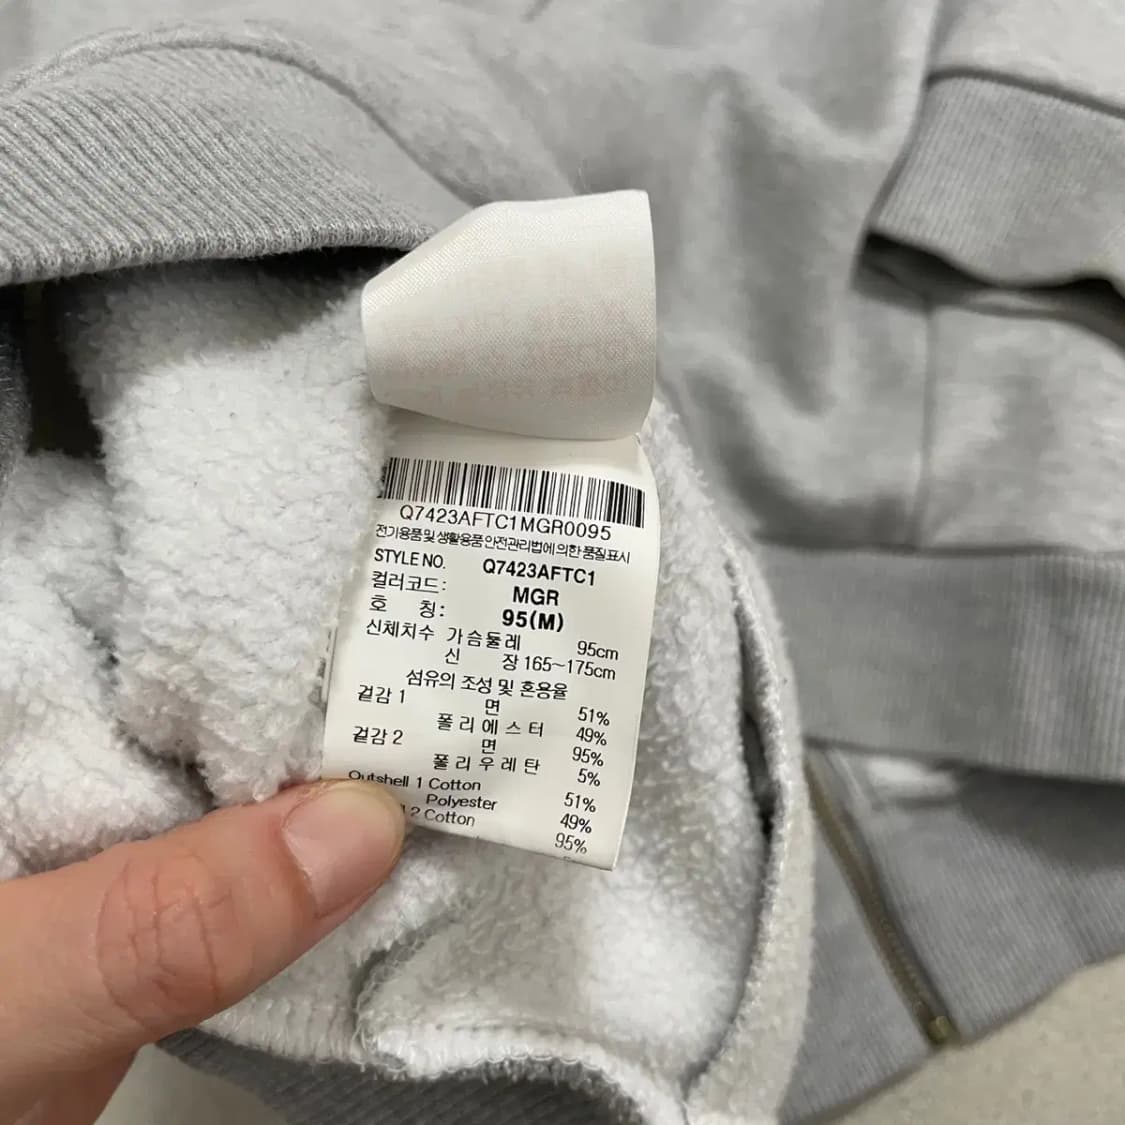 Q7423AFTC1MGR0095
전기용품 및 생활용품 안전관리법에 의한 품질표시
STYLE NO. Q7423AFTC1
컬러코드: MGR
호 칭: 95(M)
신체치수 가슴둘레 95cm
신 장 165~175cm
섬유의 조성 및 혼용율
겉감 1 면 51%
폴리에스터 49%
겉감 2 면 95%
폴리우레탄 5%
Outshell 1 Cotton 51%
Polyester 49%
2 Cotton 95%